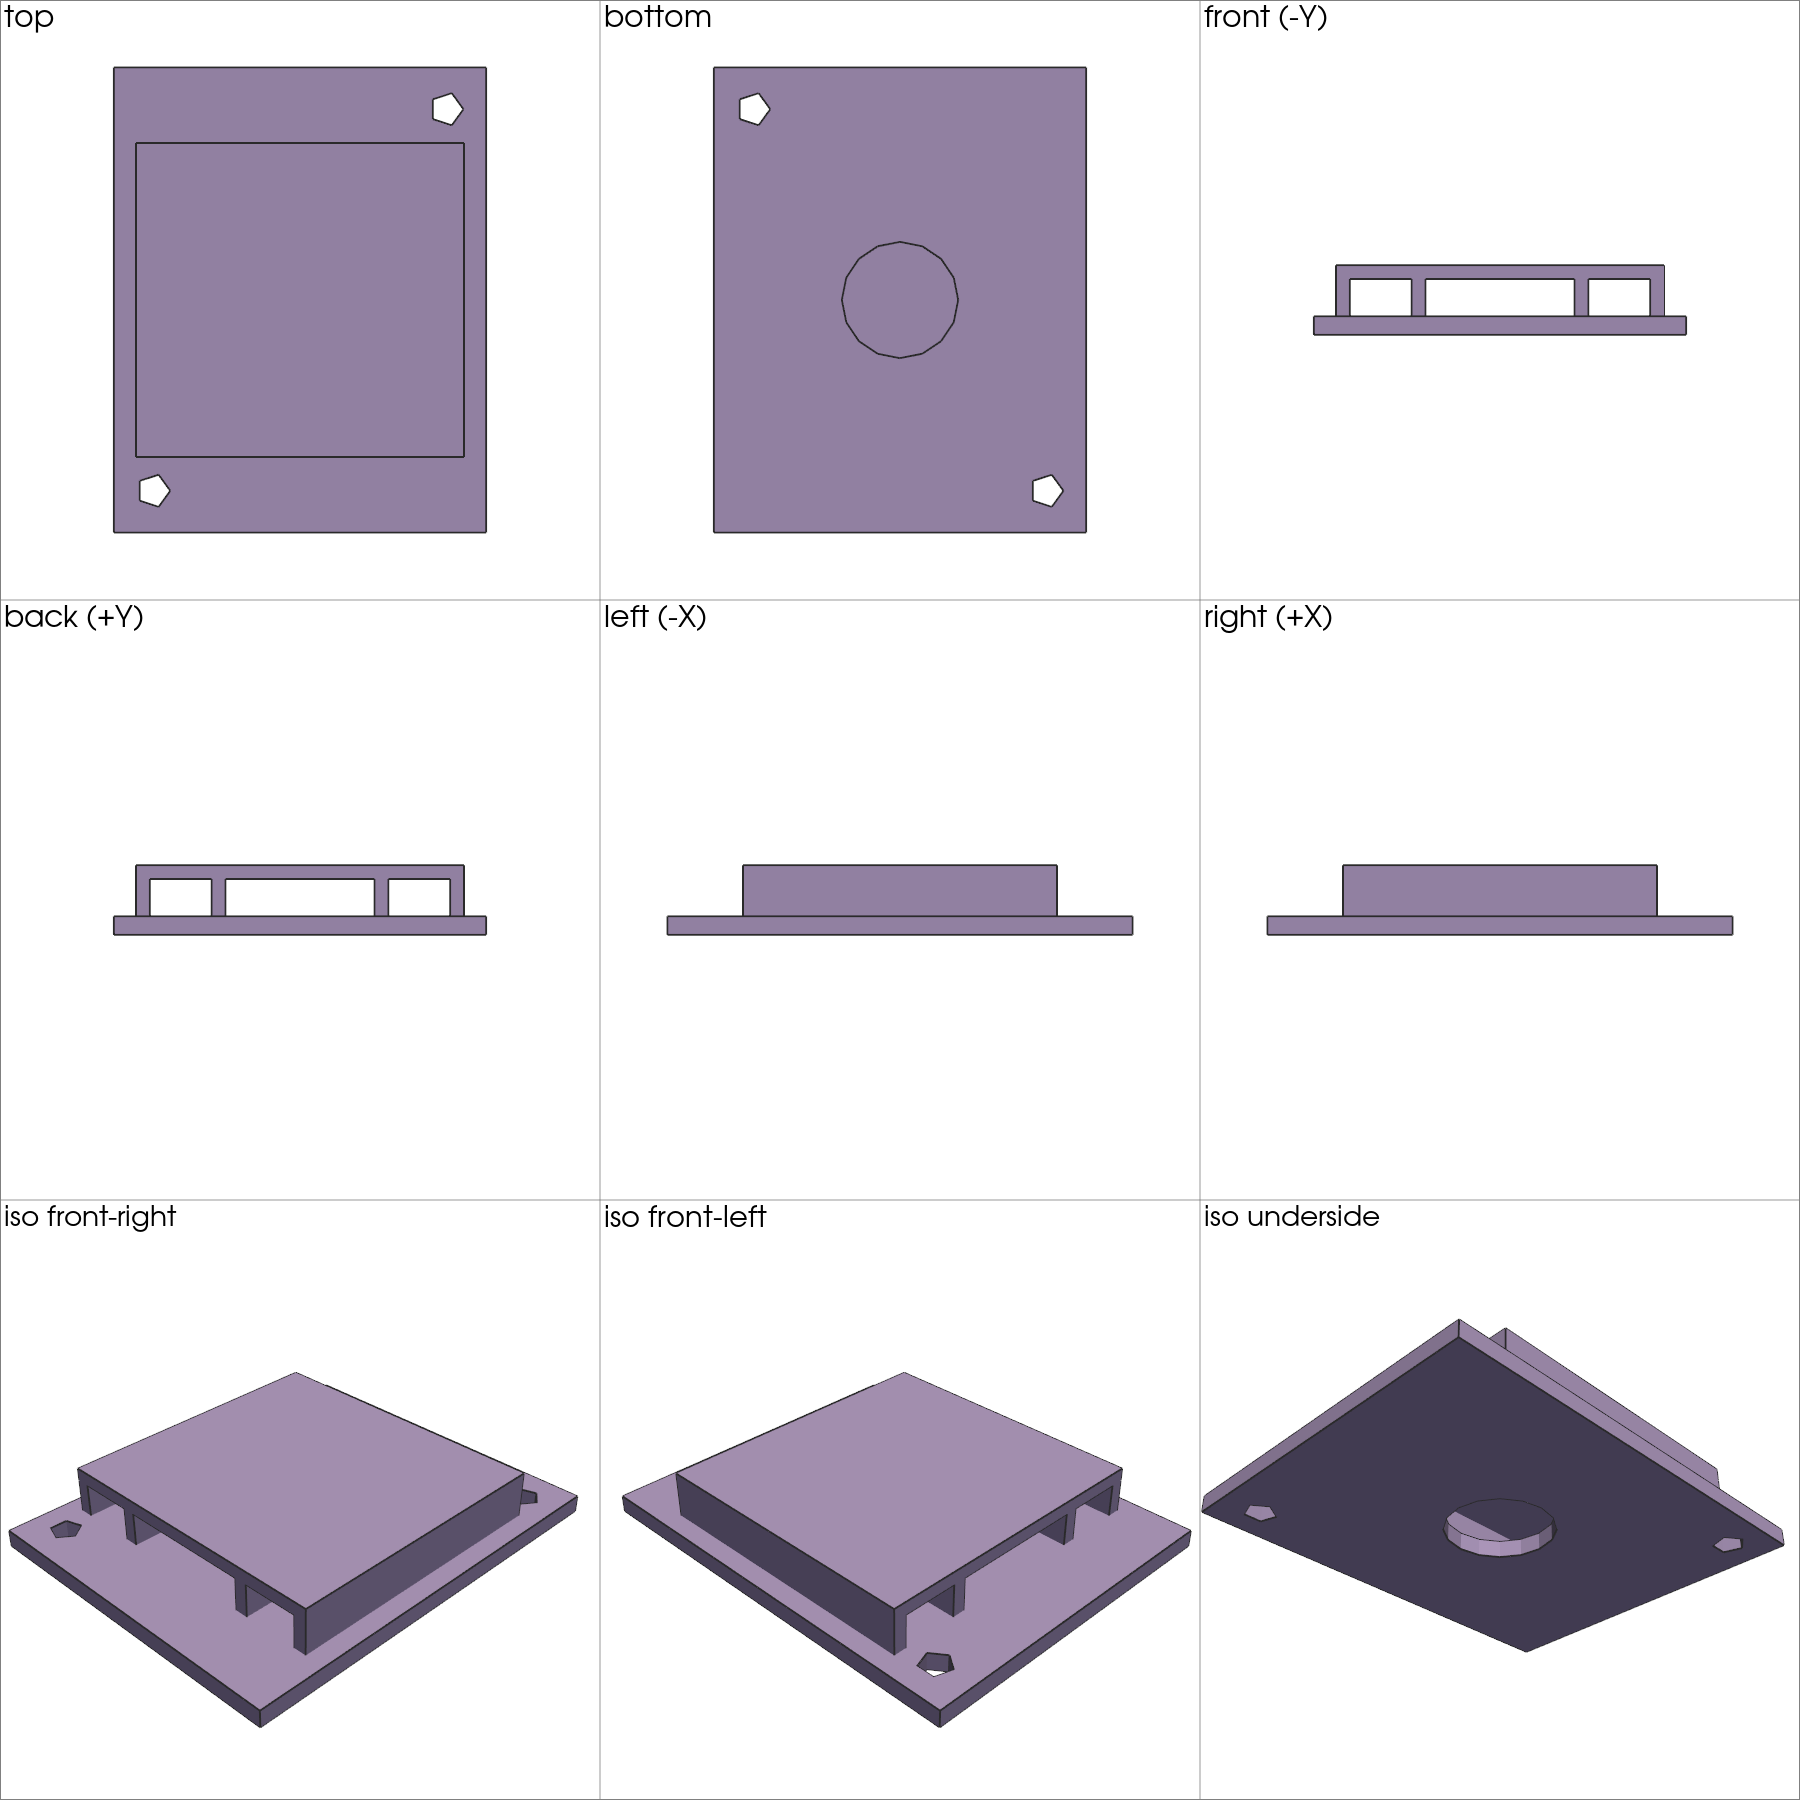 top
bottom
front (-Y)
back (+Y)
left (-X)
right (+X)
iso front-right
iso front-left
iso underside